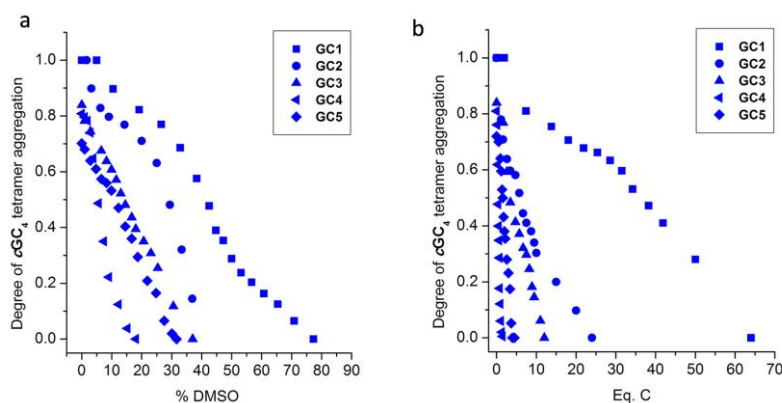 a
Degree of cGC4 tetramer aggregation
1.0
0.8
0.6
0.4
0.2
0.0
0 10 20 30 40 50 60 70 80 90
% DMSO
GC1
GC2
GC3
GC4
GC5
b
Degree of cGC4 tetramer aggregation
1.0
0.8
0.6
0.4
0.2
0.0
0 10 20 30 40 50 60 70
Eq. C
GC1
GC2
GC3
GC4
GC5